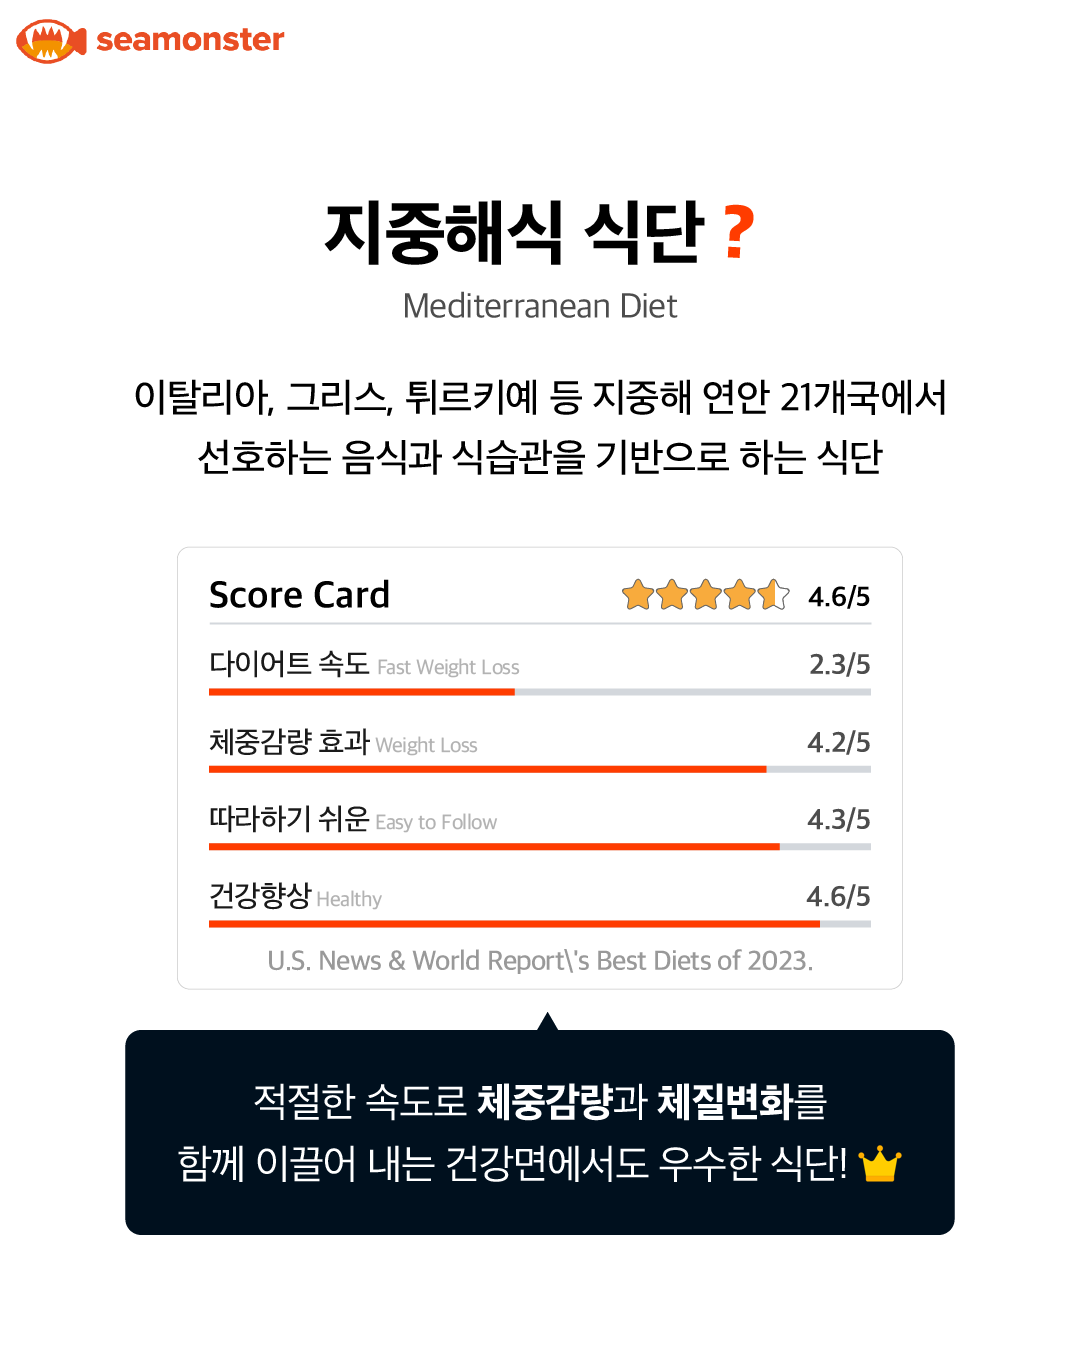 seamonster
지중해식 식단 ?
Mediterranean Diet
이탈리아, 그리스, 튀르키예 등 지중해 연안 21개국에서
선호하는 음식과 식습관을 기반으로 하는 식단
Score Card 4.6/5
다이어트 속도 Fast Weight Loss 2.3/5
체중감량 효과 Weight Loss 4.2/5
따라하기 쉬운 Easy to Follow 4.3/5
건강향상 Healthy 4.6/5
U.S. News & World Report\'s Best Diets of 2023.
적절한 속도로 체중감량과 체질변화를
함께 이끌어 내는 건강면에서도 우수한 식단!